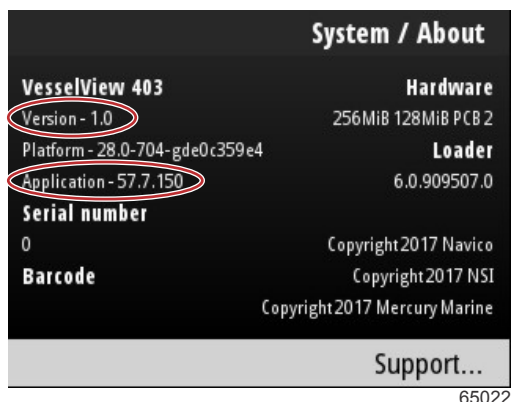 System / About
VesselView 403
Hardware
Version - 1.0
256MiB 128MiB PCB 2
Platform - 28.0-704-gde0c359e4
Loader
Application - 57.7.150
6.0.909507.0
Serial number
0
Copyright 2017 Navico
Barcode
Copyright 2017 NSI
Copyright 2017 Mercury Marine
Support...
65022